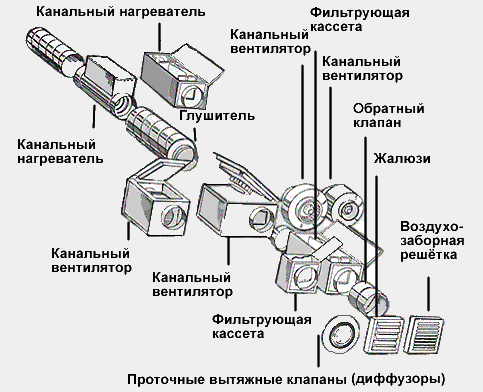 Канальный нагреватель
Фильтрующая
кассета
Канальный
вентилятор
Канальный
вентилятор
Обратный
клапан
Глушитель
Жалюзи
Канальный
нагреватель
Воздухо-
заборная
решётка
Канальный
вентилятор
Канальный
вентилятор
Фильтрующая
кассета
Проточные вытяжные клапаны (диффузоры)